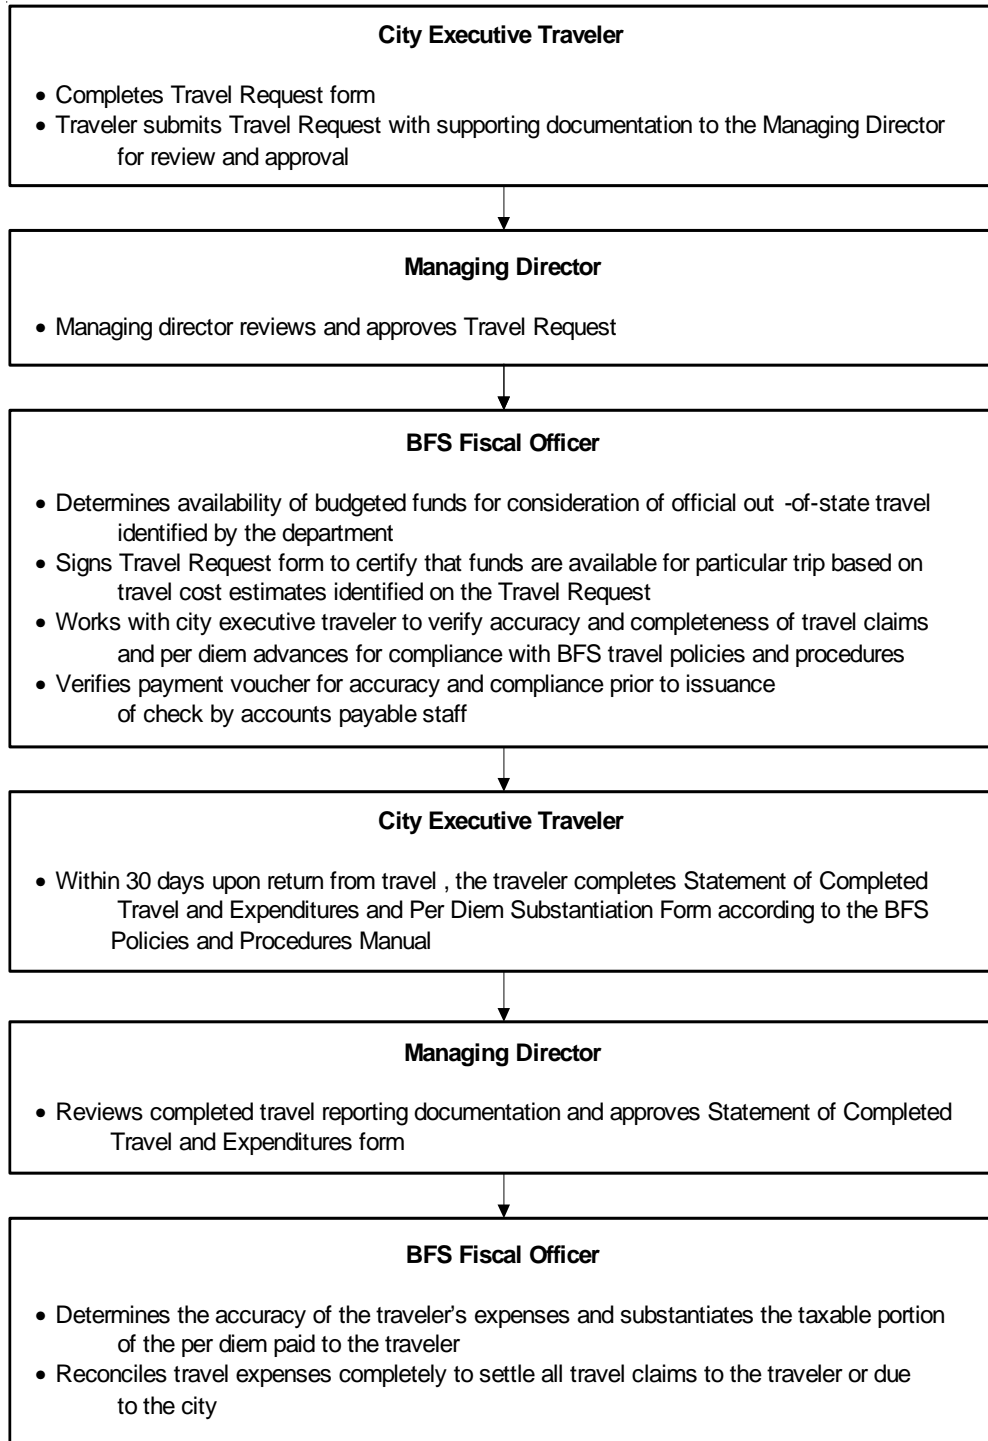 City Executive Traveler
• Completes Travel Request form
• Traveler submits Travel Request with supporting documentation to the Managing Director
for review and approval
Managing Director
• Managing director reviews and approves Travel Request
BFS Fiscal Officer
• Determines availability of budgeted funds for consideration of official out -of-state travel
identified by the department
• Signs Travel Request form to certify that funds are available for particular trip based on
travel cost estimates identified on the Travel Request
• Works with city executive traveler to verify accuracy and completeness of travel claims
and per diem advances for compliance with BFS travel policies and procedures
• Verifies payment voucher for accuracy and compliance prior to issuance
of check by accounts payable staff
City Executive Traveler
• Within 30 days upon return from travel , the traveler completes Statement of Completed
Travel and Expenditures and Per Diem Substantiation Form according to the BFS
Policies and Procedures Manual
Managing Director
• Reviews completed travel reporting documentation and approves Statement of Completed
Travel and Expenditures form
BFS Fiscal Officer
• Determines the accuracy of the traveler’s expenses and substantiates the taxable portion
of the per diem paid to the traveler
• Reconciles travel expenses completely to settle all travel claims to the traveler or due
to the city